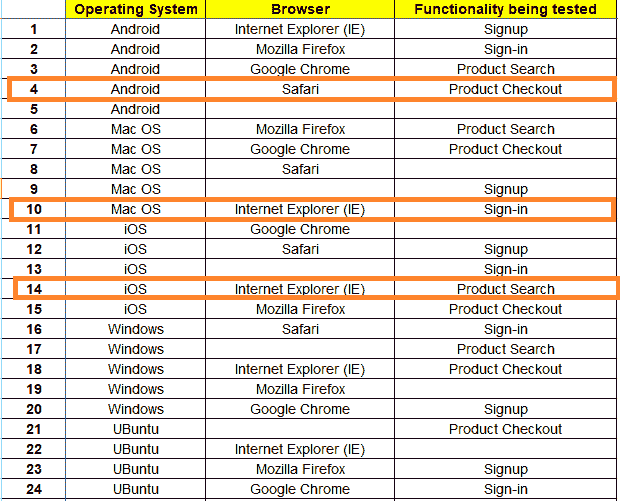 Operating System Browser Functionality being tested
1 Android Internet Explorer (IE) Signup
2 Android Mozilla Firefox Sign-in
3 Android Google Chrome Product Search
4 Android Safari Product Checkout
5 Android
6 Mac OS Mozilla Firefox Product Search
7 Mac OS Google Chrome Product Checkout
8 Mac OS Safari
9 Mac OS Signup
10 Mac OS Internet Explorer (IE) Sign-in
11 iOS Google Chrome
12 iOS Safari Signup
13 iOS Sign-in
14 iOS Internet Explorer (IE) Product Search
15 iOS Mozilla Firefox Product Checkout
16 Windows Safari Sign-in
17 Windows Product Search
18 Windows Internet Explorer (IE) Product Checkout
19 Windows Mozilla Firefox
20 Windows Google Chrome Signup
21 UBuntu Product Checkout
22 UBuntu Internet Explorer (IE)
23 UBuntu Mozilla Firefox Signup
24 UBuntu Google Chrome Sign-in